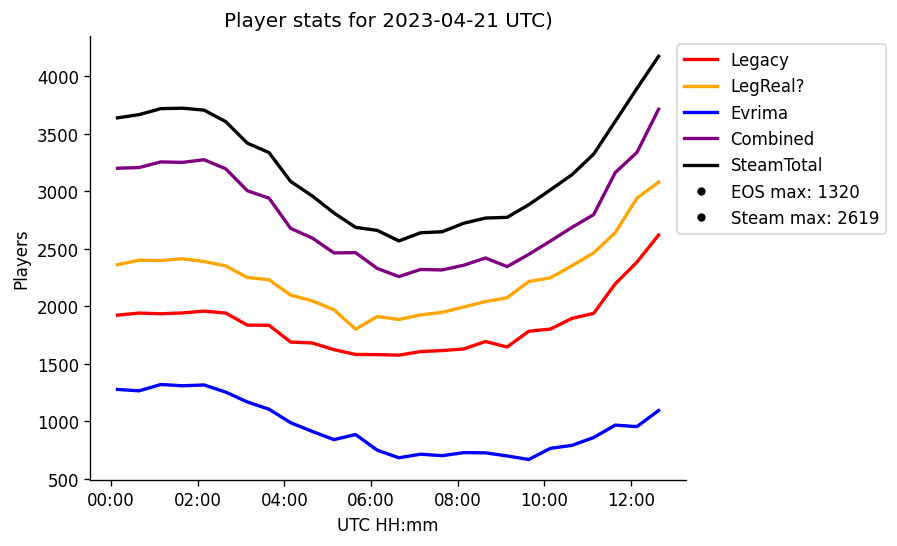 Player stats for 2023-04-21 UTC)
Legacy
LegReal?
Evrima
Combined
SteamTotal
EOS max: 1320
Steam max: 2619
Players
4000
3500
3000
2500
2000
1500
1000
500
00:00 02:00 04:00 06:00 08:00 10:00 12:00
UTC HH:mm